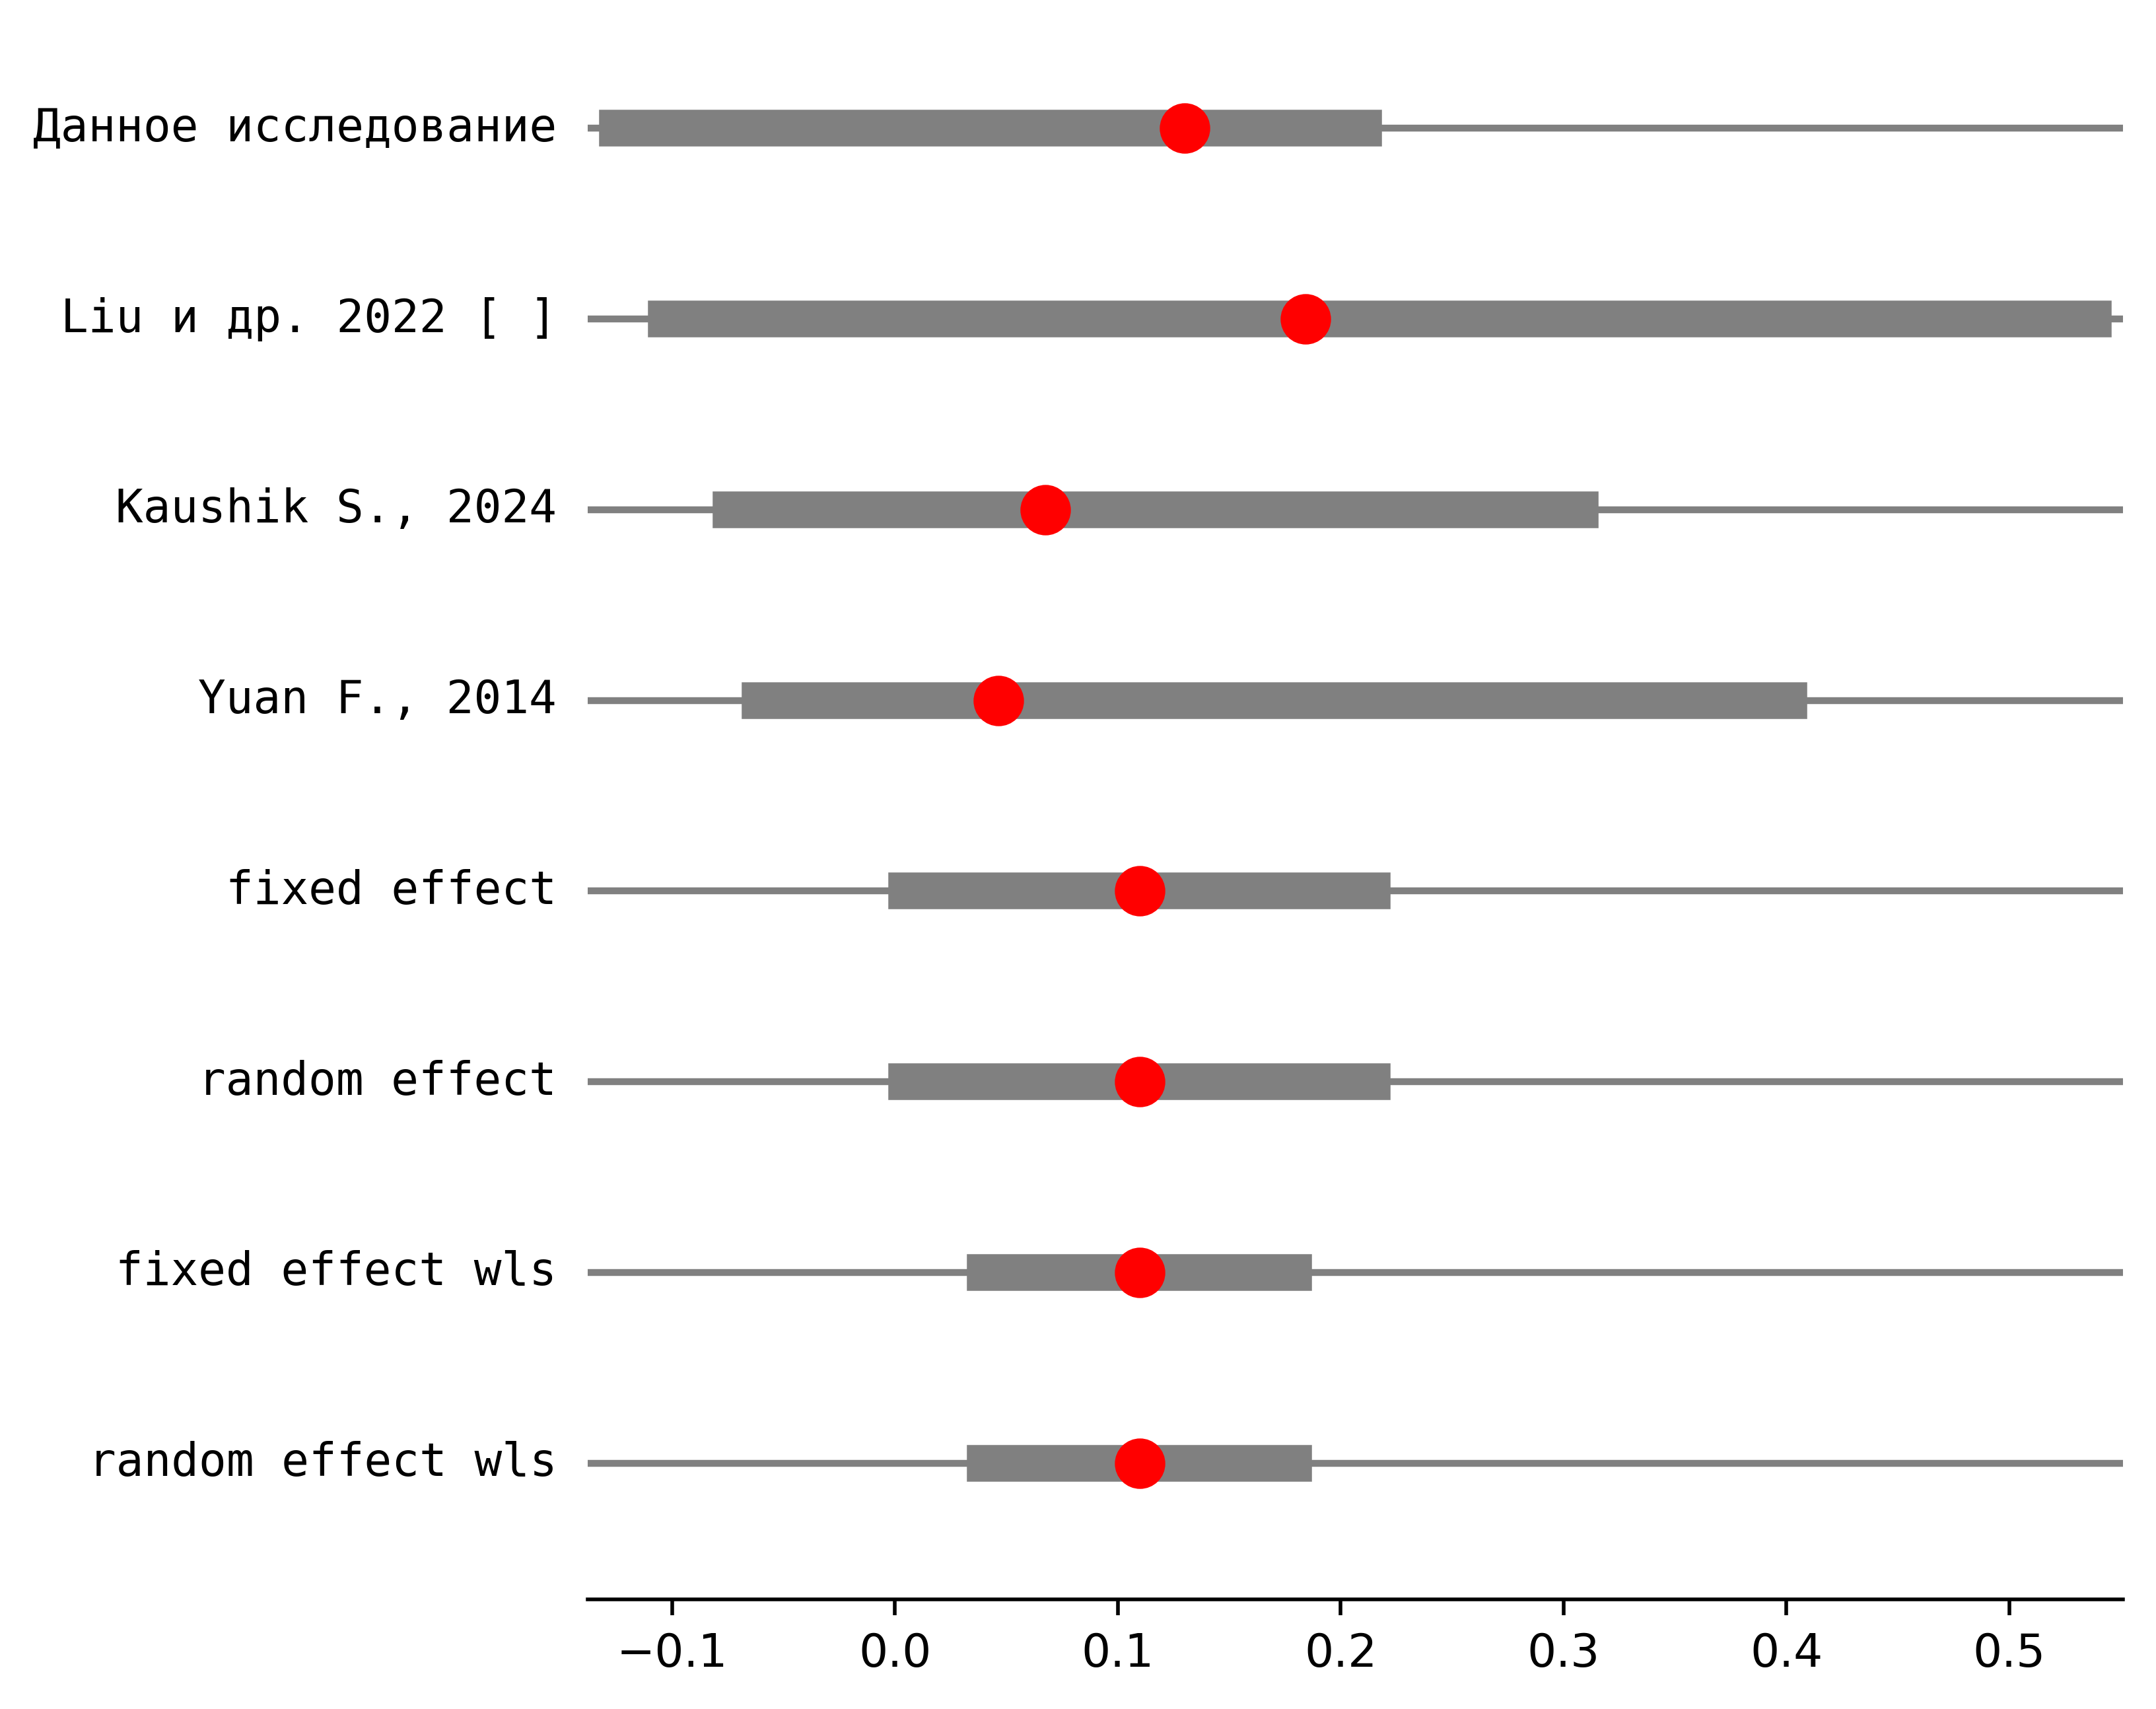 Данное исследование
Liu и др. 2022 [ ]
Kaushik S., 2024
Yuan F., 2014
fixed effect
random effect
fixed effect wls
random effect wls
−0.1 0.0 0.1 0.2 0.3 0.4 0.5